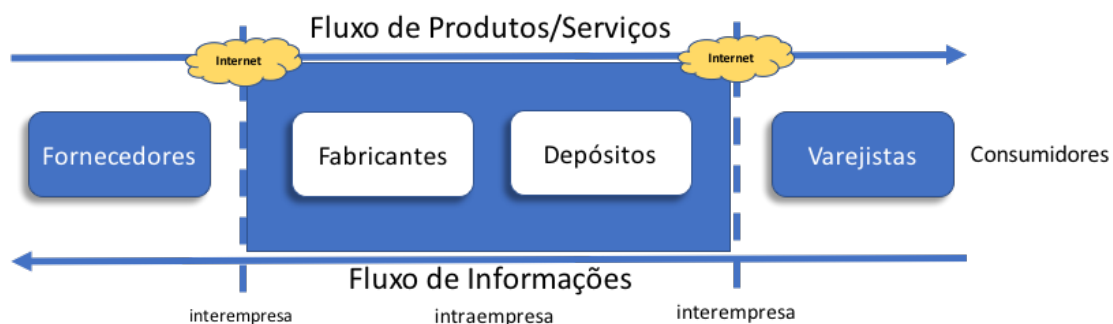 Fluxo de Produtos/Serviços
Internet
Internet
Fornecedores
Fabricantes
Depósitos
Varejistas
Consumidores
Fluxo de Informações
interempresa
intraempresa
interempresa